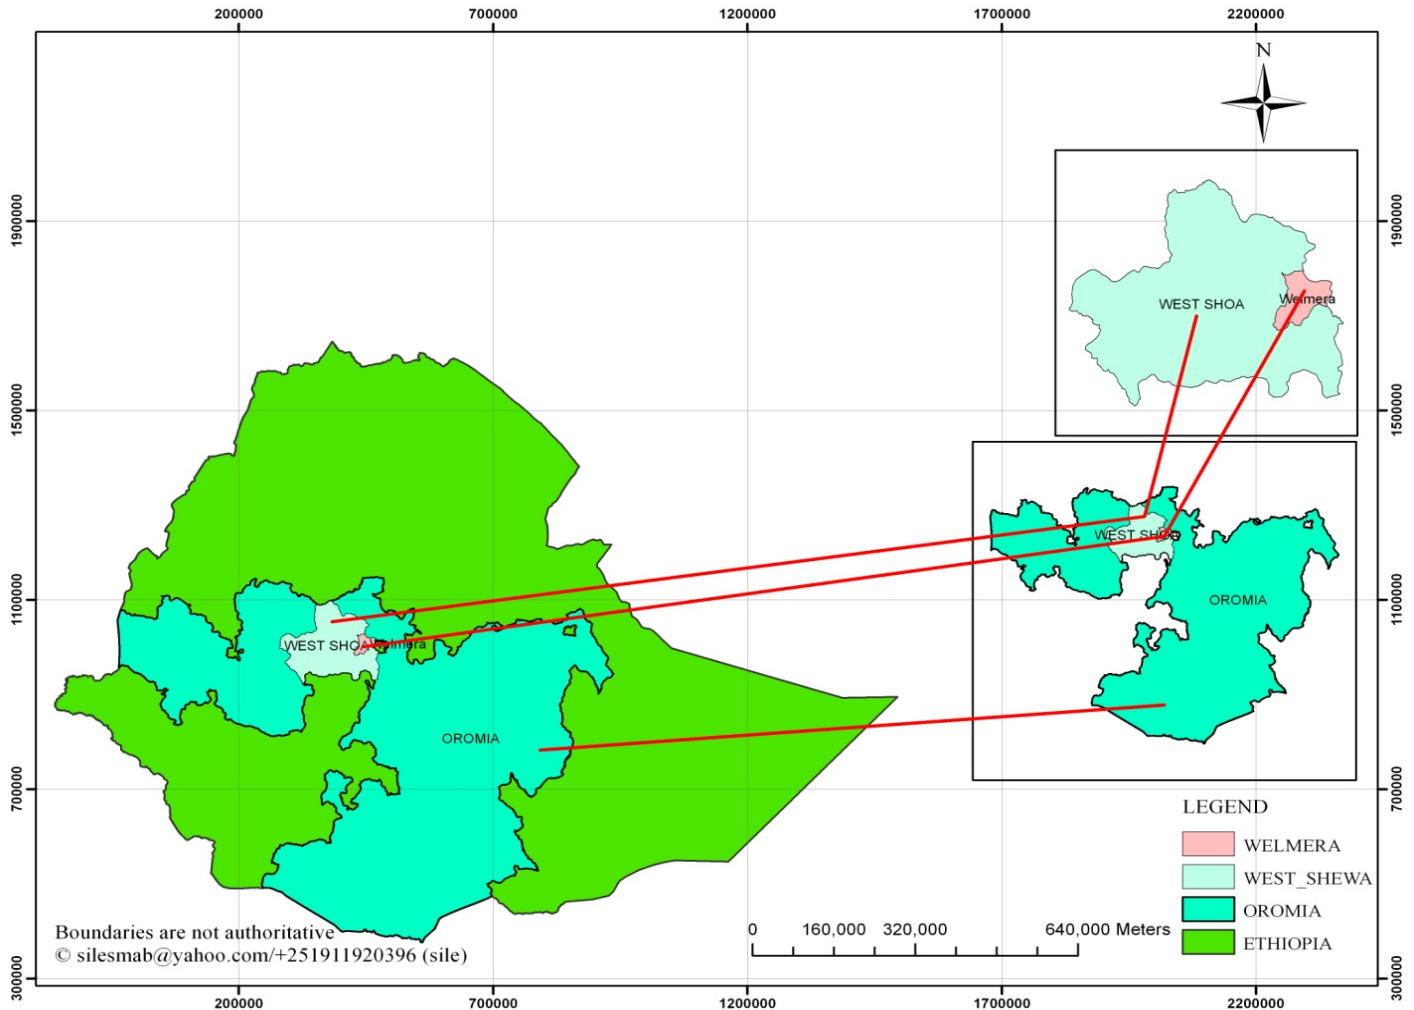 200000 700000 1200000 1700000 2200000
N
1900000 1900000
WEST SHOA
Welmera
1500000 1500000
WEST SHOA
1100000 1100000
OROMIA
WEST SHOA
Welmera
OROMIA
700000 700000
LEGEND
WELMERA
WEST_SHEWA
OROMIA
ETHIOPIA
0 160,000 320,000 640,000 Meters
Boundaries are not authoritative
© silesmab@yahoo.com/+251911920396 (sile)
300000 300000
200000 700000 1200000 1700000 2200000